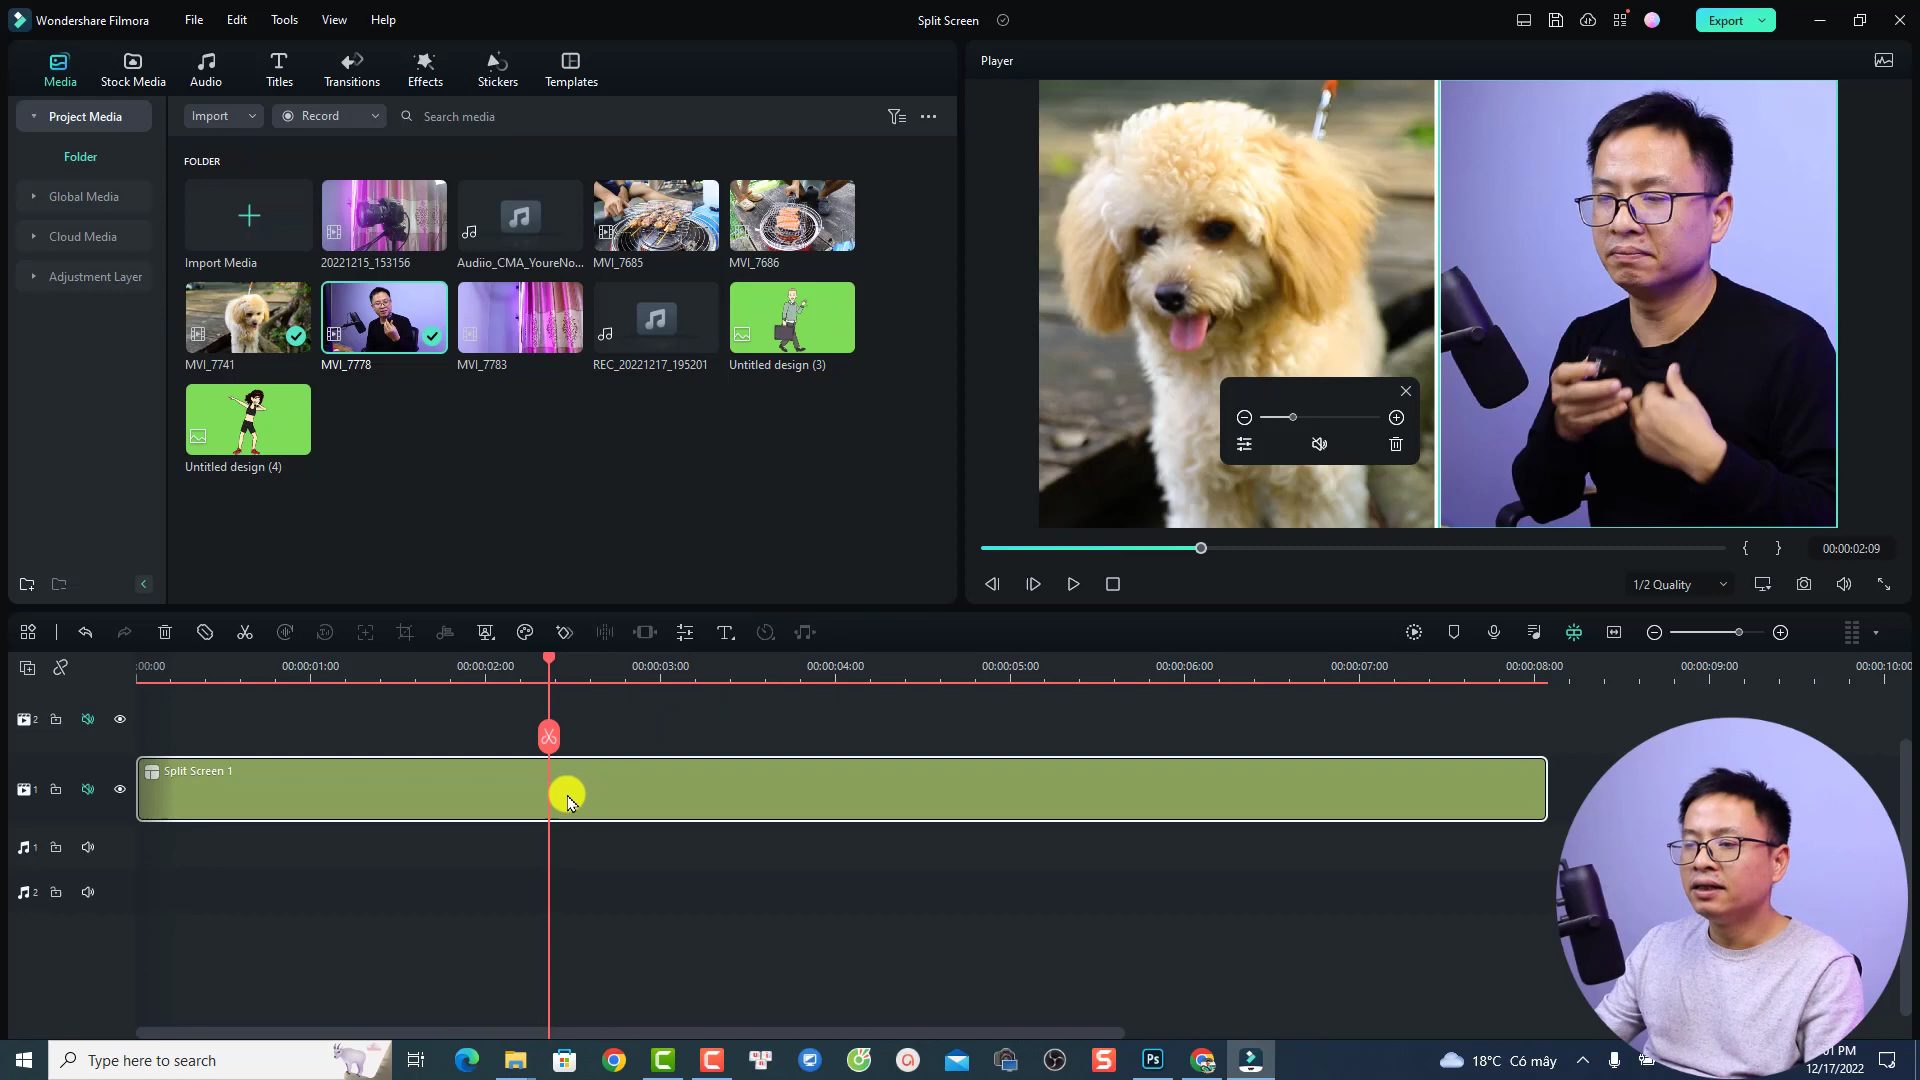 Wondershare Filmora
File
Edit
Tools
View
Help
Split Screen
Export
Media
Stock Media
Audio
Titles
Transitions
Effects
Stickers
Templates
Player
Project Media
Import
Record
Search media
Folder
FOLDER
Global Media
Cloud Media
Adjustment Layer
Import Media
20221215_153156
Audiio_CMA_YoureNo...
MVI_7685
MVI_7686
MVI_7741
MVI_7778
MVI_7783
REC_20221217_195201
Untitled design (3)
Untitled design (4)
{ }
00:00:02:09
1/2 Quality
:00:00
00:00:01:00
00:00:02:00
00:00:03:00
00:00:04:00
00:00:05:00
00:00:06:00
00:00:07:00
00:00:08:00
00:00:09:00
00:00:10:00
2
Split Screen 1
1
1
2
Type here to search
Ps
18°C Có mây
:01 PM
12/17/2022